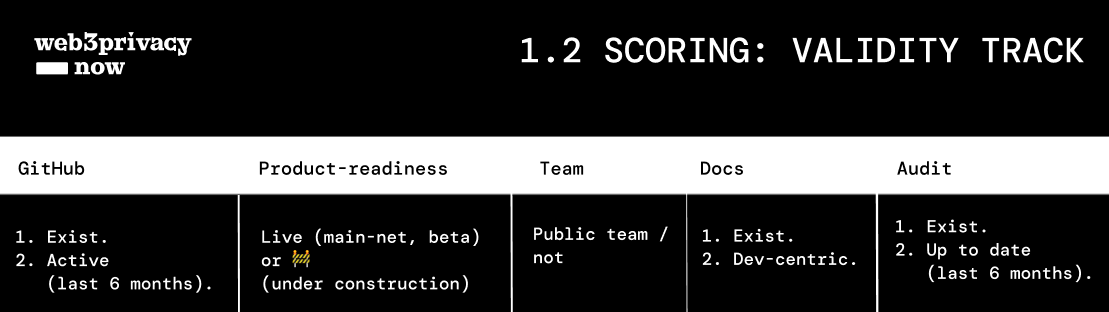 web3privacy
now
1.2 SCORING: VALIDITY TRACK
GitHub
Product-readiness
Team
Docs
Audit
1. Exist.
2. Active
(last 6 months).
Live (main-net, beta)
or 🚧
(under construction)
Public team /
not
1. Exist.
2. Dev-centric.
1. Exist.
2. Up to date
(last 6 months).